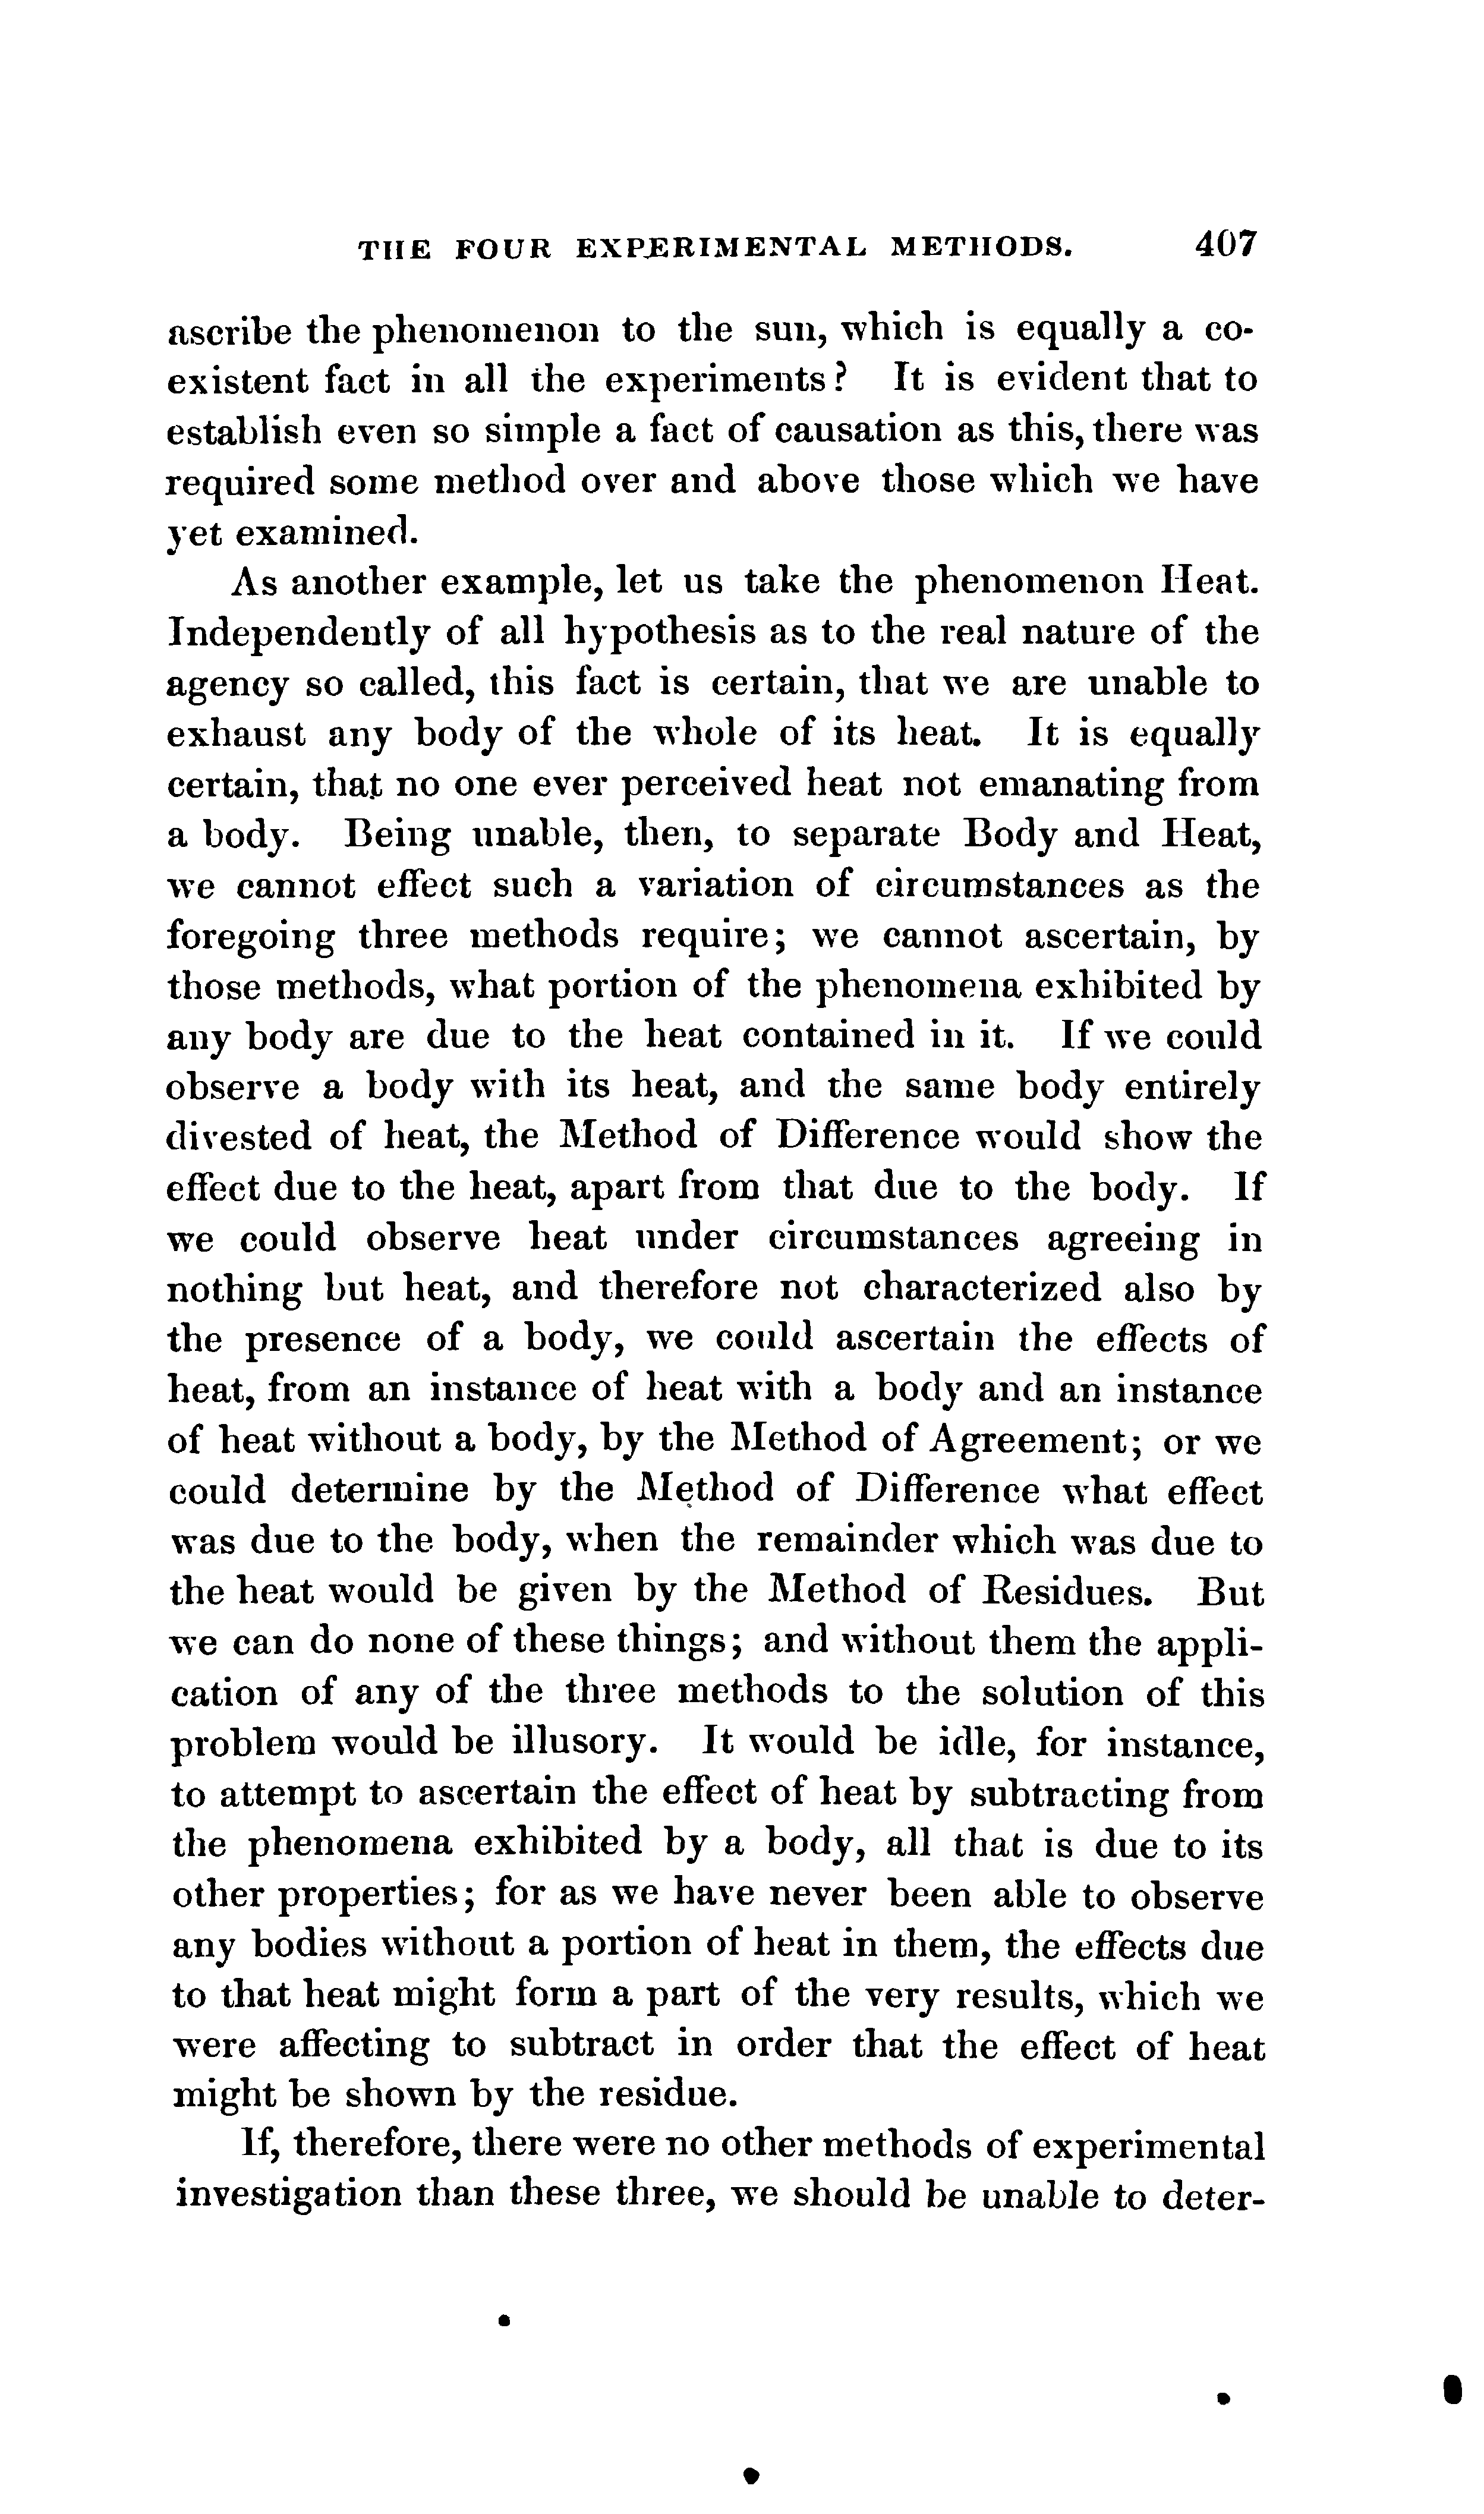 THE FOUR EXPERIMENTAL METHODS. 407
ascribe the phenomenon to the sun, which is equally a co-
existent fact in all the experiments? It is evident that to
establish even so simple a fact of causation as this, there was
required some method over and above those which we have
yet examined.
As another example, let us take the phenomenon Heat.
Independently of all hypothesis as to the real nature of the
agency so called, this fact is certain, that we are unable to
exhaust any body of the whole of its heat. It is equally
certain, that no one ever perceived heat not emanating from
a body. Being unable, then, to separate Body and Heat,
we cannot effect such a variation of circumstances as the
foregoing three methods require; we cannot ascertain, by
those methods, what portion of the phenomena exhibited by
any body are due to the heat contained in it. If we could
observe a body with its heat, and the same body entirely
divested of heat, the Method of Difference would show the
effect due to the heat, apart from that due to the body. If
we could observe heat under circumstances agreeing in
nothing but heat, and therefore not characterized also by
the presence of a body, we could ascertain the effects of
heat, from an instance of heat with a body and an instance
of heat without a body, by the Method of Agreement; or we
could determine by the Method of Difference what effect
was due to the body, when the remainder which was due to
the heat would be given by the Method of Residues. But
we can do none of these things; and without them the appli-
cation of any of the three methods to the solution of this
problem would be illusory. It would be idle, for instance,
to attempt to ascertain the effect of heat by subtracting from
the phenomena exhibited by a body, all that is due to its
other properties; for as we have never been able to observe
any bodies without a portion of heat in them, the effects due
to that heat might form a part of the very results, which we
were affecting to subtract in order that the effect of heat
might be shown by the residue.
If, therefore, there were no other methods of experimental
investigation than these three, we should be unable to deter-